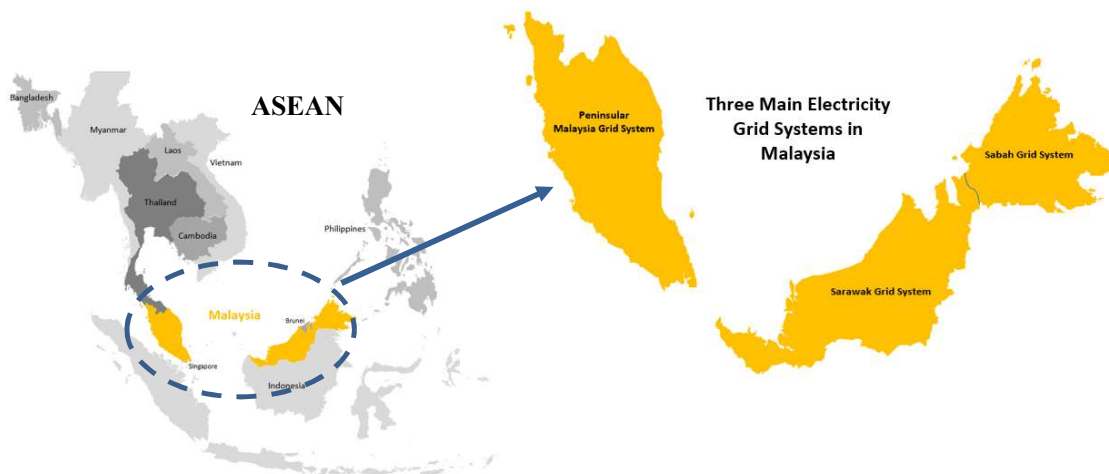 ASEAN
Bangladesh
Myanmar
Laos
Vietnam
Thailand
Cambodia
Philippines
Malaysia
Brunei
Singapore
Indonesia
Peninsular
Malaysia Grid System
Three Main Electricity
Grid Systems in
Malaysia
Sabah Grid System
Sarawak Grid System